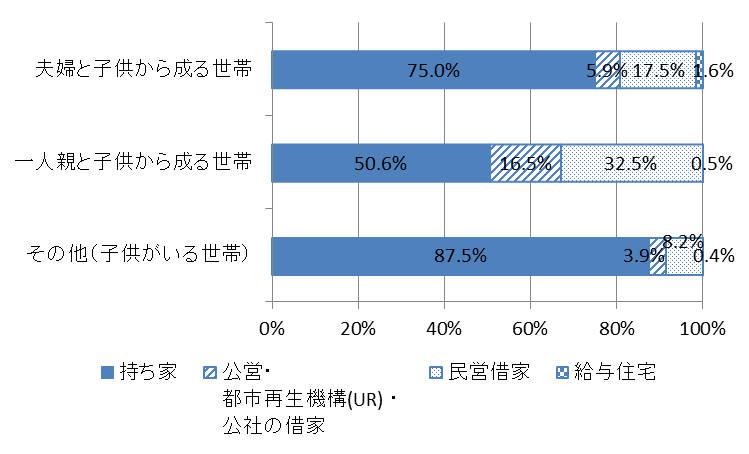 夫婦と子供から成る世帯 75.0% 5.9% 17.5% 1.6%
一人親と子供から成る世帯 50.6% 16.5% 32.5% 0.5%
その他（子供がいる世帯） 87.5% 3.9% 8.2% 0.4%
0% 20% 40% 60% 80% 100%
持ち家 公営・ 民営借家 給与住宅
都市再生機構(UR)・
公社の借家